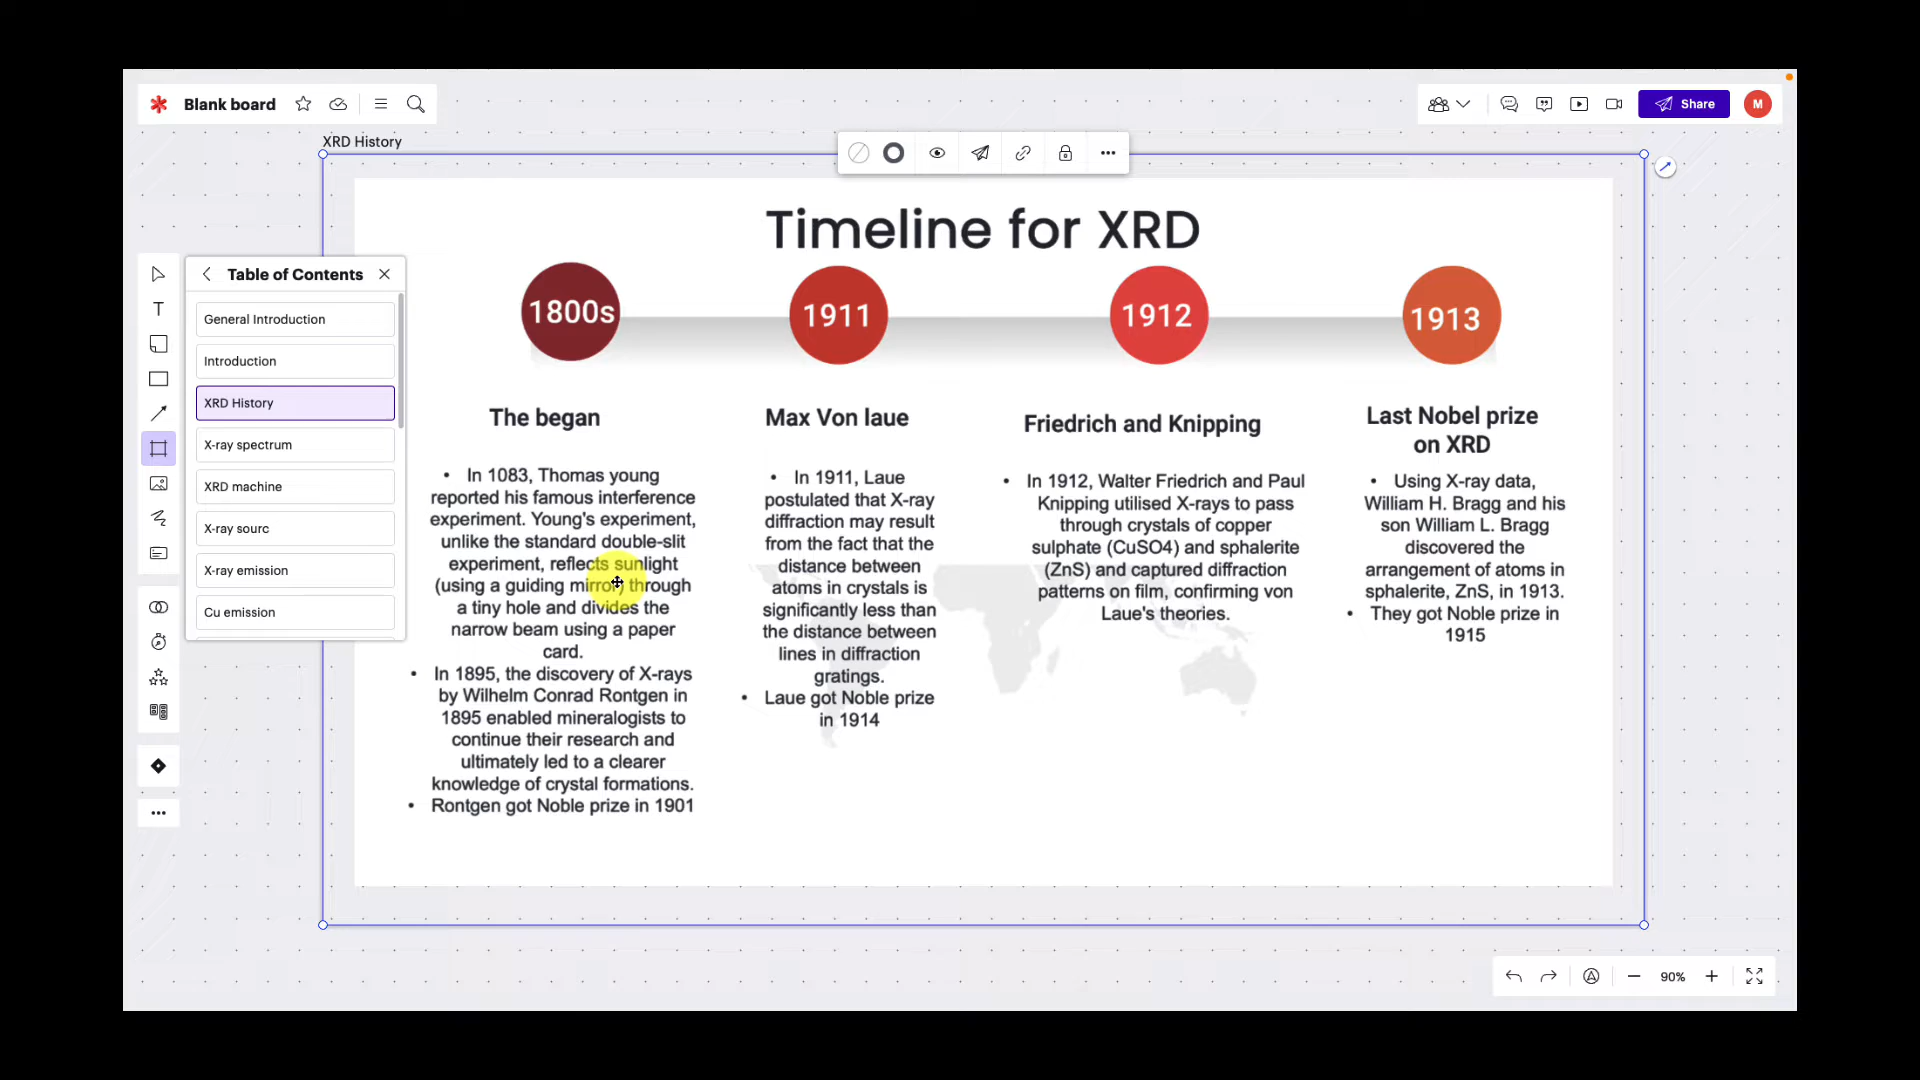 Blank board
Share
M
XRD History
Timeline for XRD
Table of Contents
General Introduction
Introduction
XRD History
X-ray spectrum
XRD machine
X-ray sourc
X-ray emission
Cu emission
T
1800s
1911
1912
1913
The began
• In 1083, Thomas young
reported his famous interference
experiment. Young's experiment,
unlike the standard double-slit
experiment, reflects sunlight
(using a guiding mirror) through
a tiny hole and divides the
narrow beam using a paper
card.
• In 1895, the discovery of X-rays
by Wilhelm Conrad Rontgen in
1895 enabled mineralogists to
continue their research and
ultimately led to a clearer
knowledge of crystal formations.
• Rontgen got Noble prize in 1901
Max Von laue
• In 1911, Laue
postulated that X-ray
diffraction may result
from the fact that the
distance between
atoms in crystals is
significantly less than
the distance between
lines in diffraction
gratings.
• Laue got Noble prize
in 1914
Friedrich and Knipping
• In 1912, Walter Friedrich and Paul
Knipping utilised X-rays to pass
through crystals of copper
sulphate (CuSO4) and sphalerite
(ZnS) and captured diffraction
patterns on film, confirming von
Laue's theories.
Last Nobel prize
on XRD
• Using X-ray data,
William H. Bragg and his
son William L. Bragg
discovered the
arrangement of atoms in
sphalerite, ZnS, in 1913.
• They got Noble prize in
1915
90%